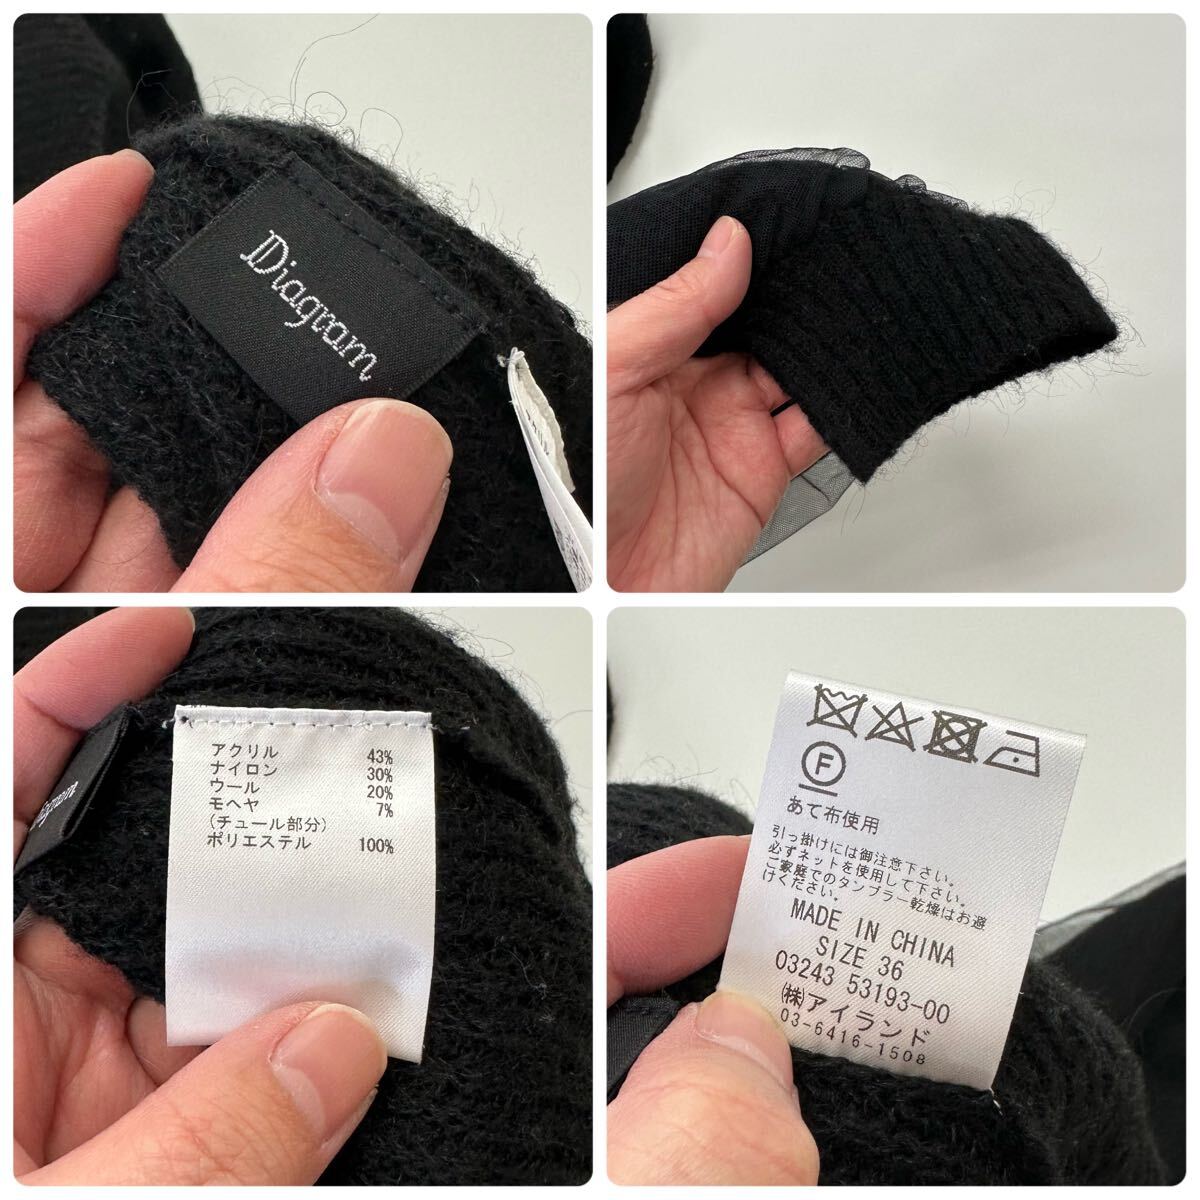 Diagram
アクリル 43%
ナイロン 30%
ウール 20%
モヘヤ 7%
(チュール部分)
ポリエステル 100%
F
あて布使用
引っ掛けには御注意下さい。
必ずネットを使用して下さい。
ご家庭でのタンブラー乾燥はお避
けください。
MADE IN CHINA
SIZE 36
03243 53193-00
(株)アイランド
03-6416-1508